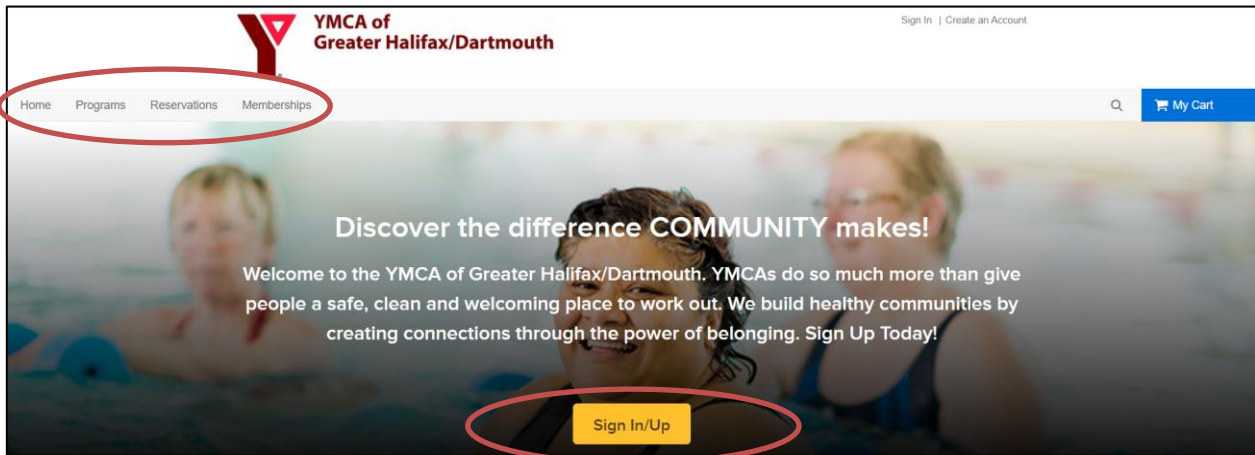 YMCA of
Greater Halifax/Dartmouth
Sign In | Create an Account
Home Programs Reservations Memberships
My Cart
Discover the difference COMMUNITY makes!
Welcome to the YMCA of Greater Halifax/Dartmouth. YMCAs do so much more than give
people a safe, clean and welcoming place to work out. We build healthy communities by
creating connections through the power of belonging. Sign Up Today!
Sign In/Up